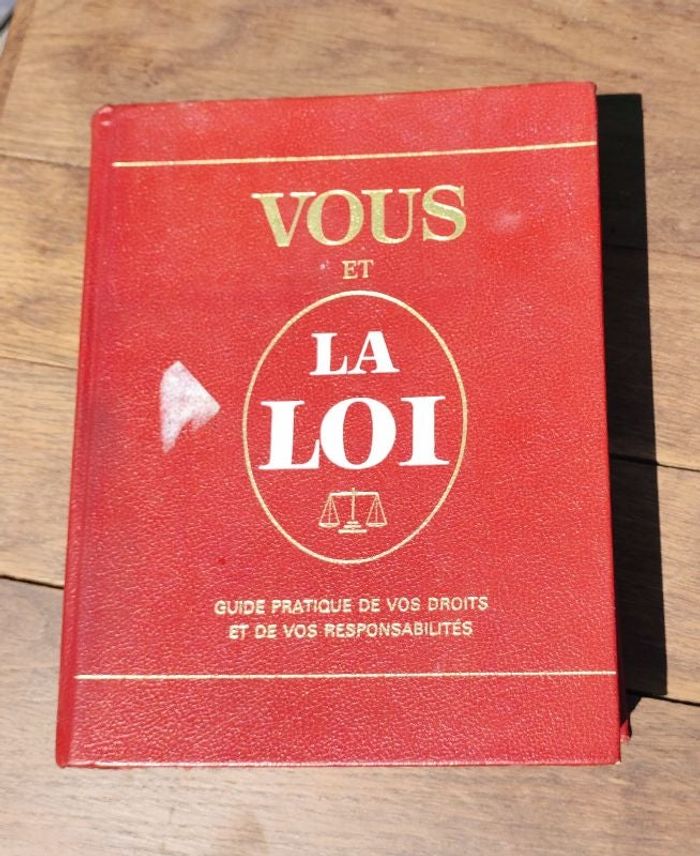 VOUS
ET
LA
LOI
GUIDE PRATIQUE DE VOS DROITS
ET DE VOS RESPONSABILITÉS